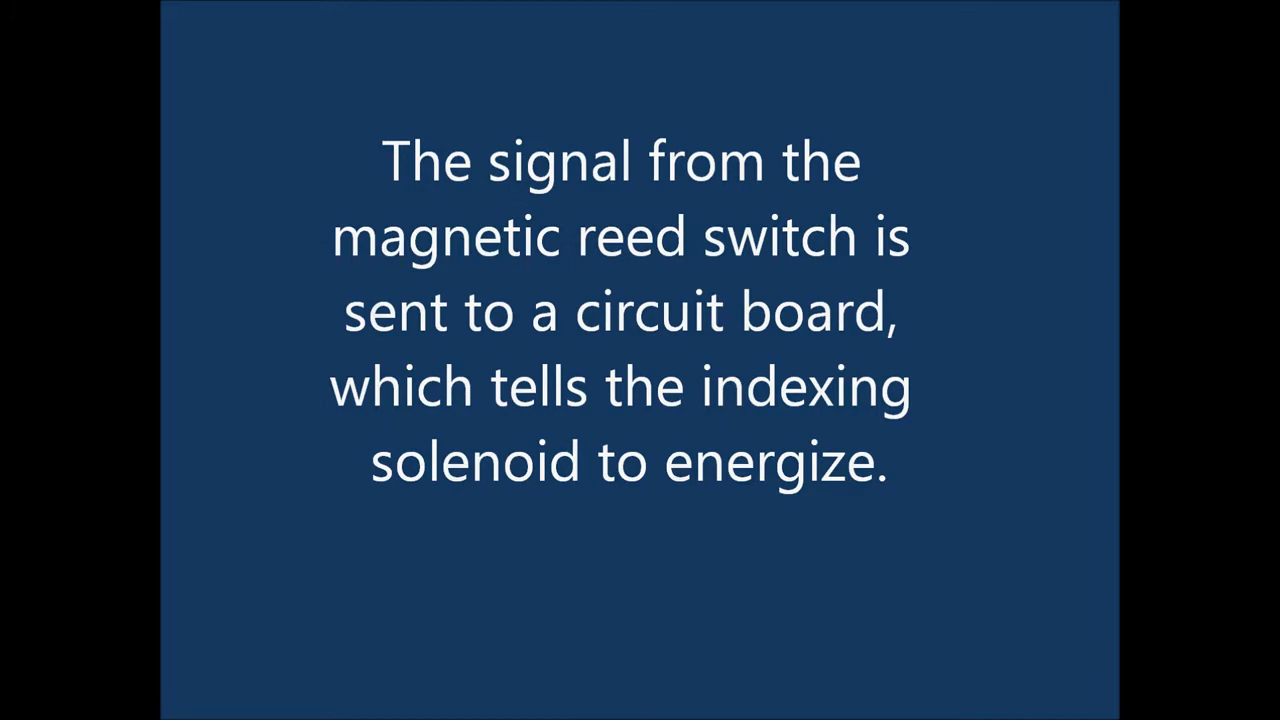 The signal from the
magnetic reed switch is
sent to a circuit board,
which tells the indexing
solenoid to energize.